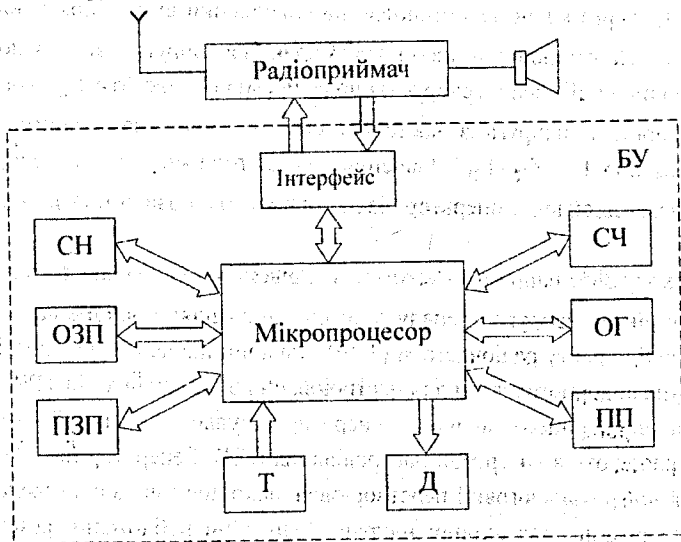 Радіоприймач
БУ
Інтерфейс
СН
СЧ
ОЗП
Мікропроцесор
ОГ
ПЗП
ПП
Т
Д